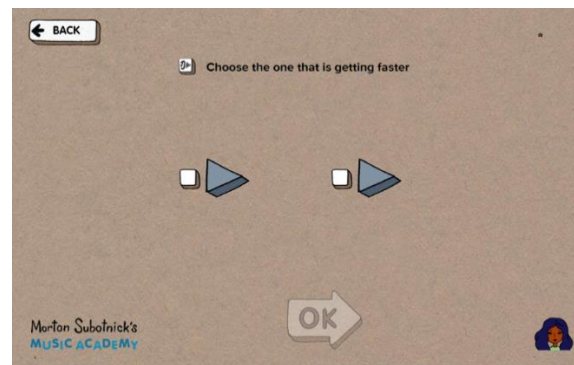 BACK
Choose the one that is getting faster
OK
Morton Subotnick's
MUSIC ACADEMY